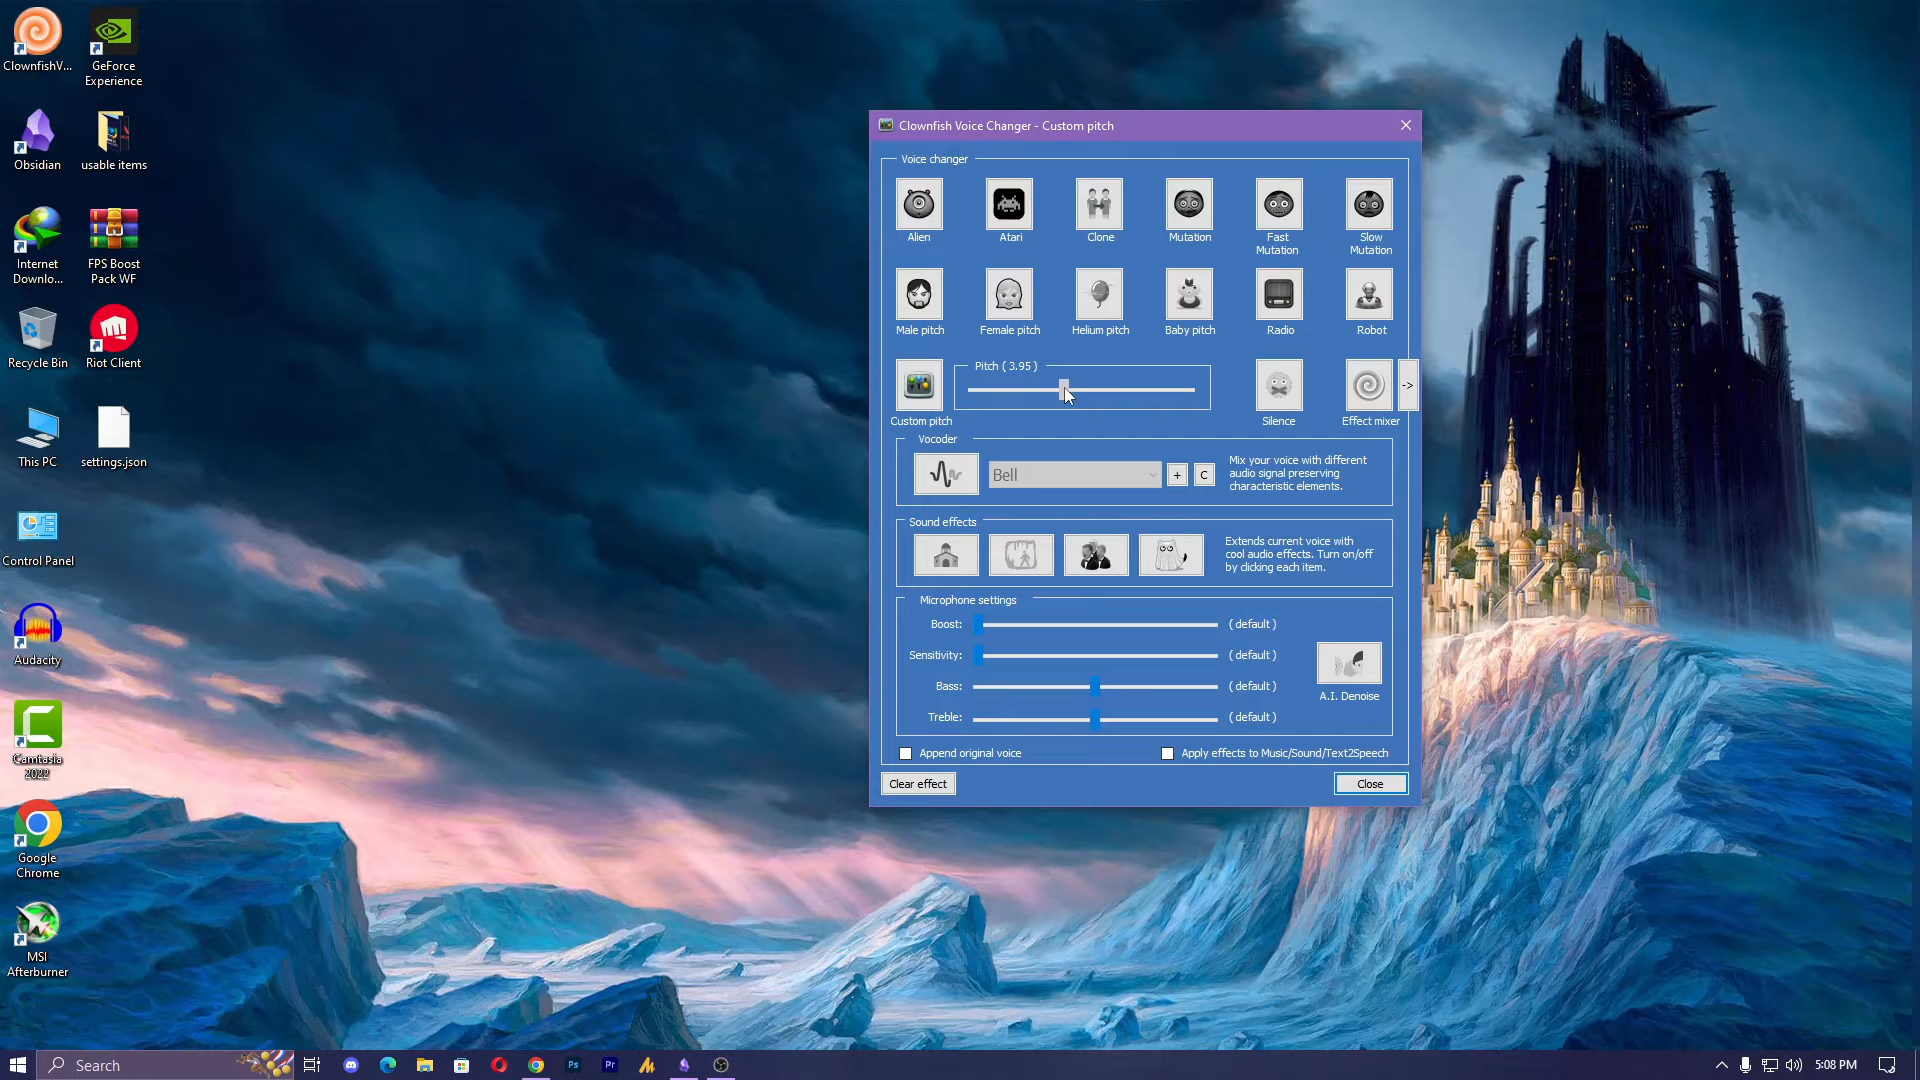 ClownfishV...
GeForce
Experience
Obsidian
usable items
Internet
Downlo...
FPS Boost
Pack WF
Recycle Bin
Riot Client
This PC
settings.json
Control Panel
Audacity
Camtasia
2022
Google
Chrome
MSI
Afterburner
Clownfish Voice Changer - Custom pitch
Voice changer
Alien
Atari
Clone
Mutation
Fast
Mutation
Slow
Mutation
Male pitch
Female pitch
Helium pitch
Baby pitch
Radio
Robot
Pitch ( 3.95 )
->
Custom pitch
Silence
Effect mixer
Vocoder
Bell
+
C
Mix your voice with different
audio signal preserving
characteristic elements.
Sound effects
Extends current voice with
cool audio effects. Turn on/off
by clicking each item.
Microphone settings
Boost:
( default )
Sensitivity:
( default )
Bass:
( default )
Treble:
( default )
A.I. Denoise
Append original voice
Apply effects to Music/Sound/Text2Speech
Clear effect
Close
Search
Ps
Pr
5:08 PM